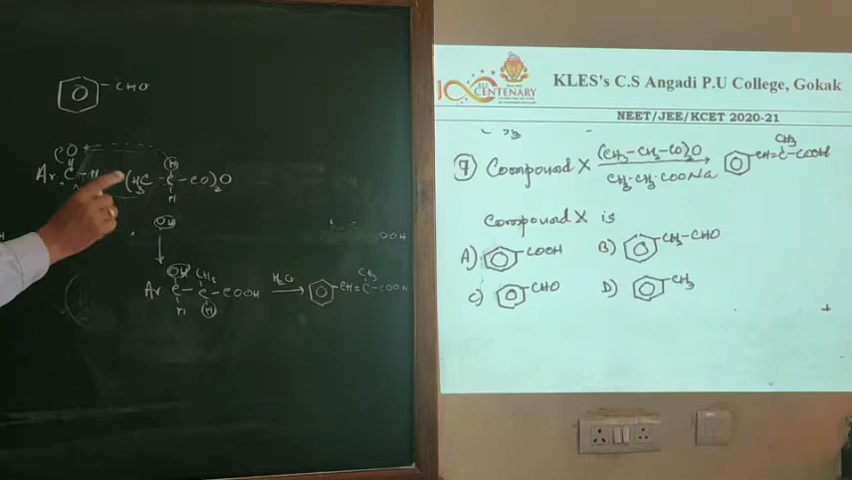 CHO
Ar-C-H
(H3C-C-CO)2O
H
OH
OOH
OH CH3
Ar-C-C-COOH
H H
CH=C-COOH
CH3
CENTENARY
KLES's C.S Angadi P.U College, Gokak
NEET/JEE/KCET 2020-21
9 Compound X (CH3-CH2-CO)2O CH3-CH2-COONa CH=C-COOH
CH3
Compound X is
A) COOH B) CH2-CHO
C) CHO D) CH3